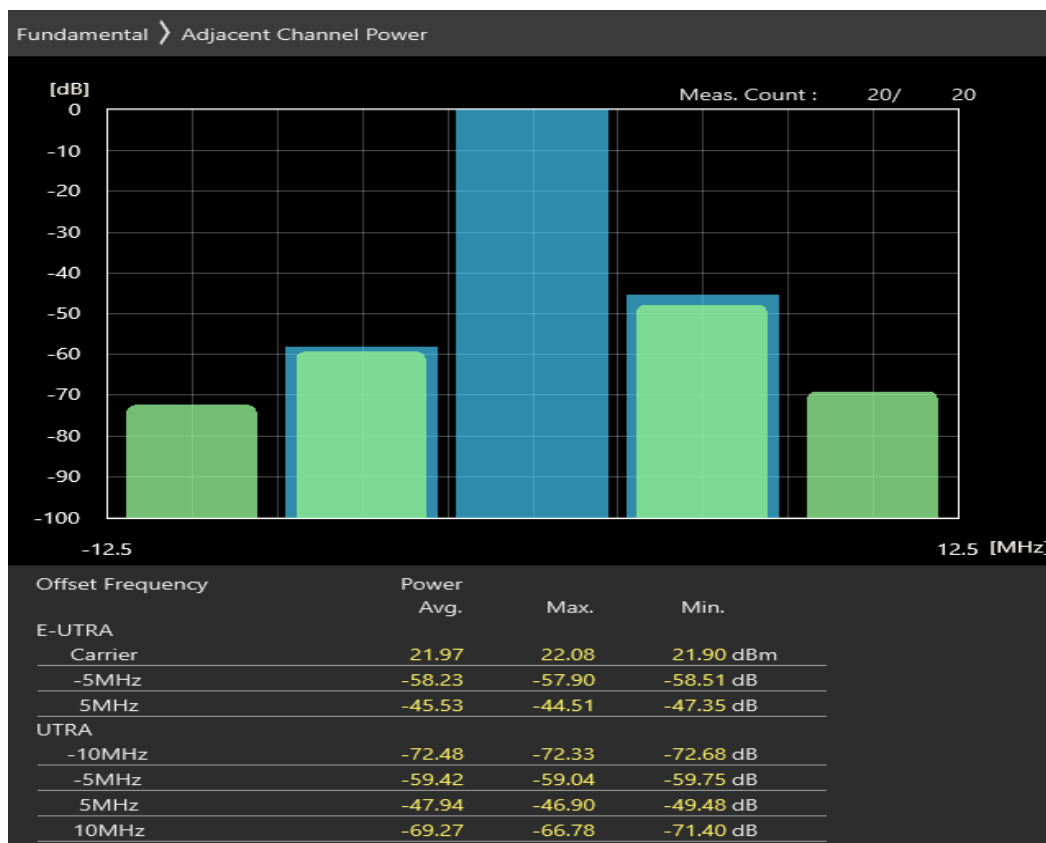 Fundamental 〉 Adjacent Channel Power
[dB]
Meas. Count : 20/ 20
0
-10
-20
-30
-40
-50
-60
-70
-80
-90
-100
-12.5 12.5 [MHz]
Offset Frequency Power
Avg. Max. Min.
E-UTRA
Carrier 21.97 22.08 21.90 dBm
-5MHz -58.23 -57.90 -58.51 dB
5MHz -45.53 -44.51 -47.35 dB
UTRA
-10MHz -72.48 -72.33 -72.68 dB
-5MHz -59.42 -59.04 -59.75 dB
5MHz -47.94 -46.90 -49.48 dB
10MHz -69.27 -66.78 -71.40 dB